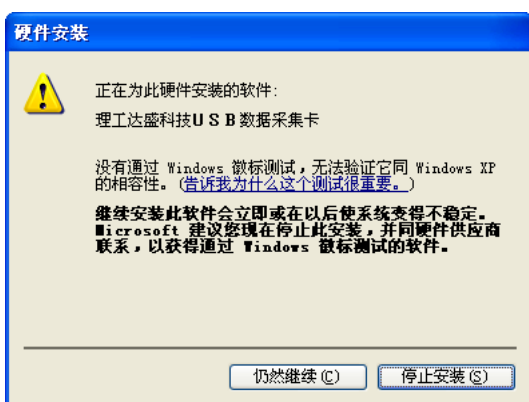 硬件安装
正在为此硬件安装的软件:
理工达盛科技USB数据采集卡
没有通过 Windows 徽标测试，无法验证它同 Windows XP
的相容性。(告诉我为什么这个测试很重要。)
继续安装此软件会立即或在以后使系统变得不稳定。
Microsoft 建议您现在停止此安装，并同硬件供应商
联系，以获得通过 Windows 徽标测试的软件。
仍然继续(C) 停止安装(S)